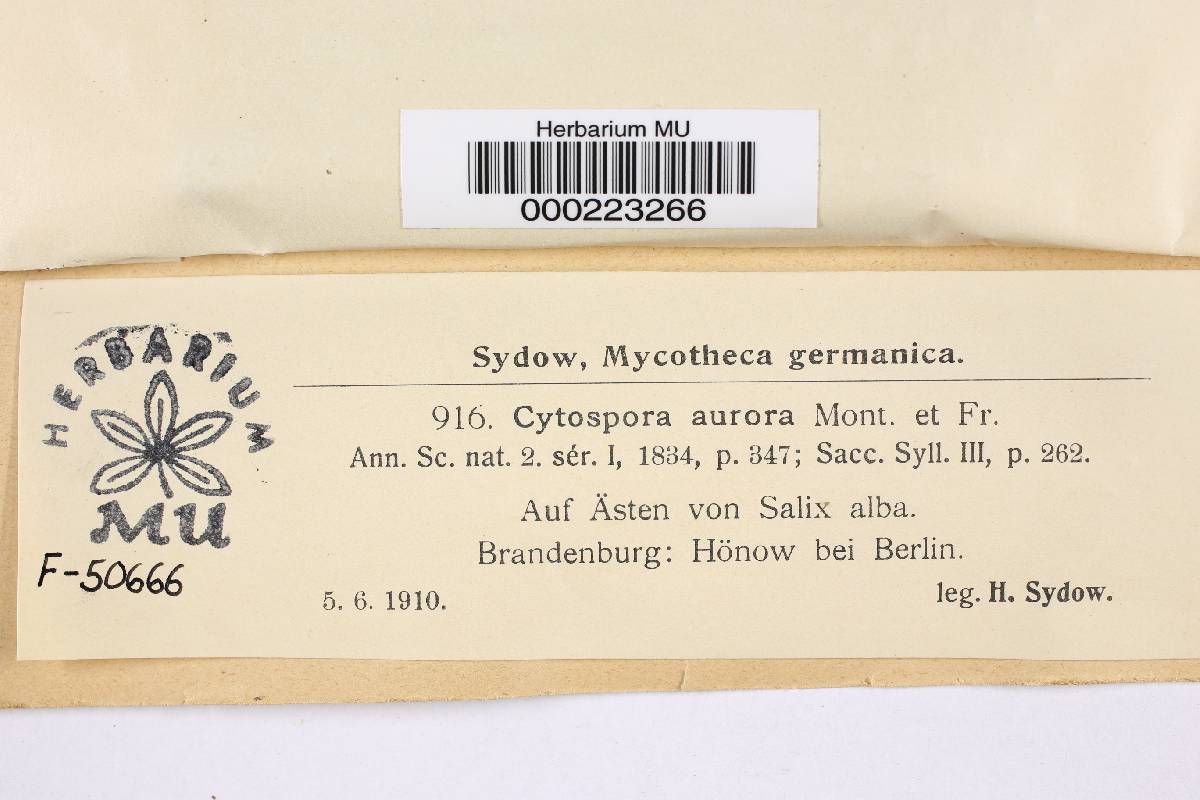 Herbarium MU
000223266
HERBARIUM
MU
F-50666
Sydow, Mycotheca germanica.
916. Cytospora aurora Mont. et Fr.
Ann. Sc. nat. 2. sér. I, 1834, p. 347; Sacc. Syll. III, p. 262.
Auf Ästen von Salix alba.
Brandenburg: Hönow bei Berlin.
5. 6. 1910. leg. H. Sydow.